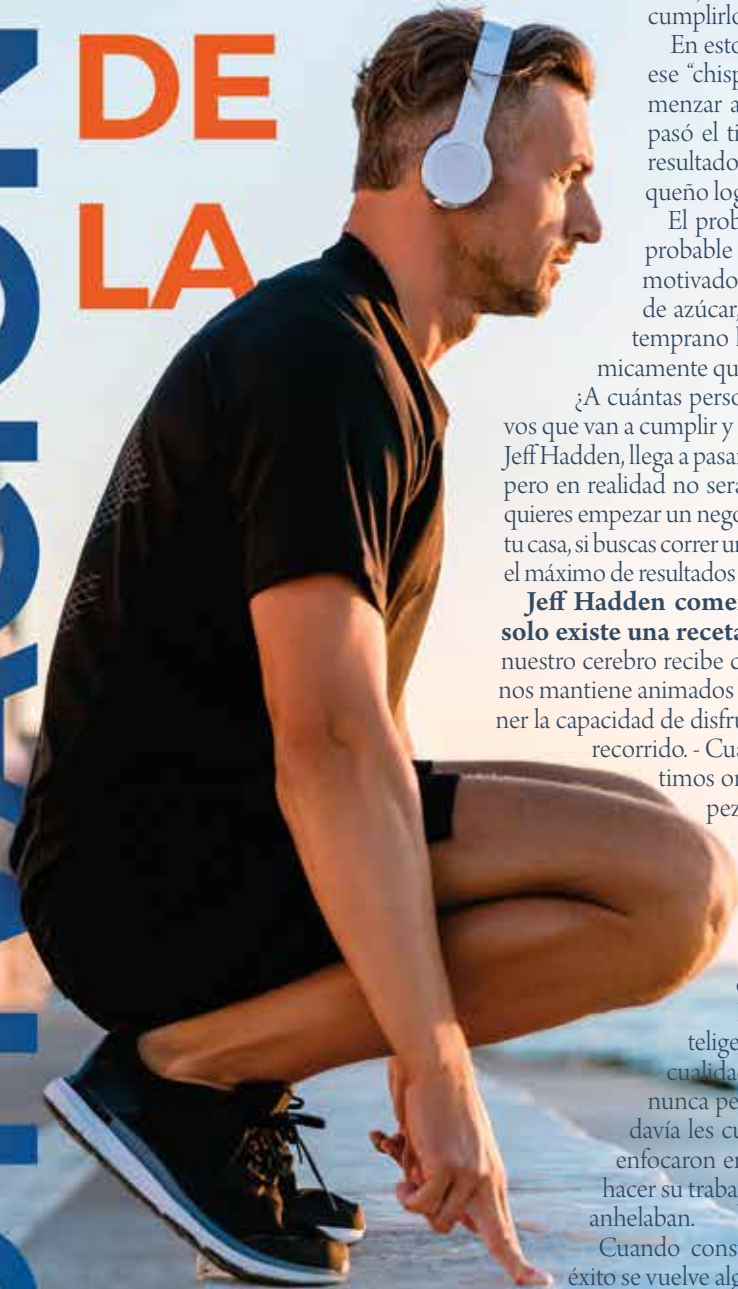 DE
LA
cumplirlo
En esto
ese “chisp
menzar a
pasó el ti
resultado
queño log
El prob
probable
motivado
de azúcar,
temprano l
micamente qu
¿A cuántas perso
vos que van a cumplir y
Jeff Hadden, llega a pasar
pero en realidad no será
quieres empezar un nego
tu casa, si buscas correr un
el máximo de resultados
Jeff Hadden comen
solo existe una receta
nuestro cerebro recibe d
nos mantiene animados
ner la capacidad de disfru
recorrido. - Cua
timos or
pez
telige
cualidad
nunca pe
davía les cu
enfocaron en
hacer su traba
anhelaban.
Cuando cons
éxito se vuelve alg